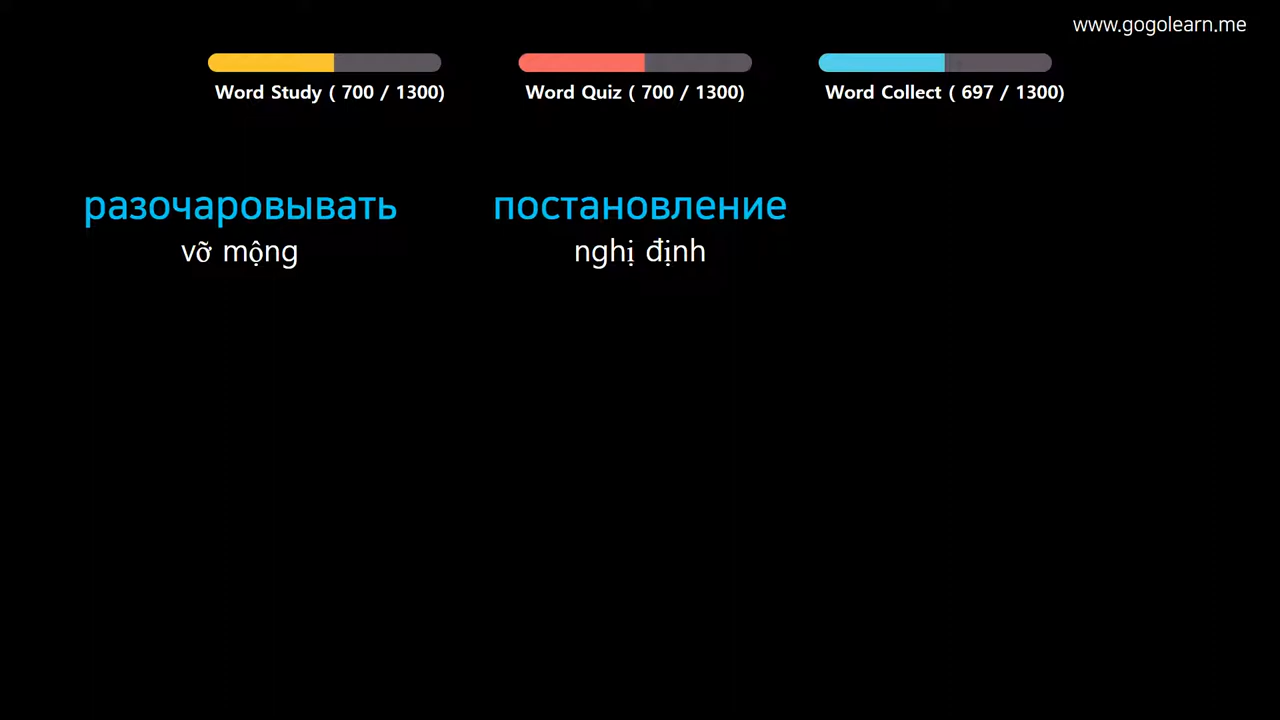 www.gogolearn.me
Word Study ( 700 / 1300)
Word Quiz ( 700 / 1300)
Word Collect ( 697 / 1300)
разочаровывать
vỡ mộng
постановление
nghị định